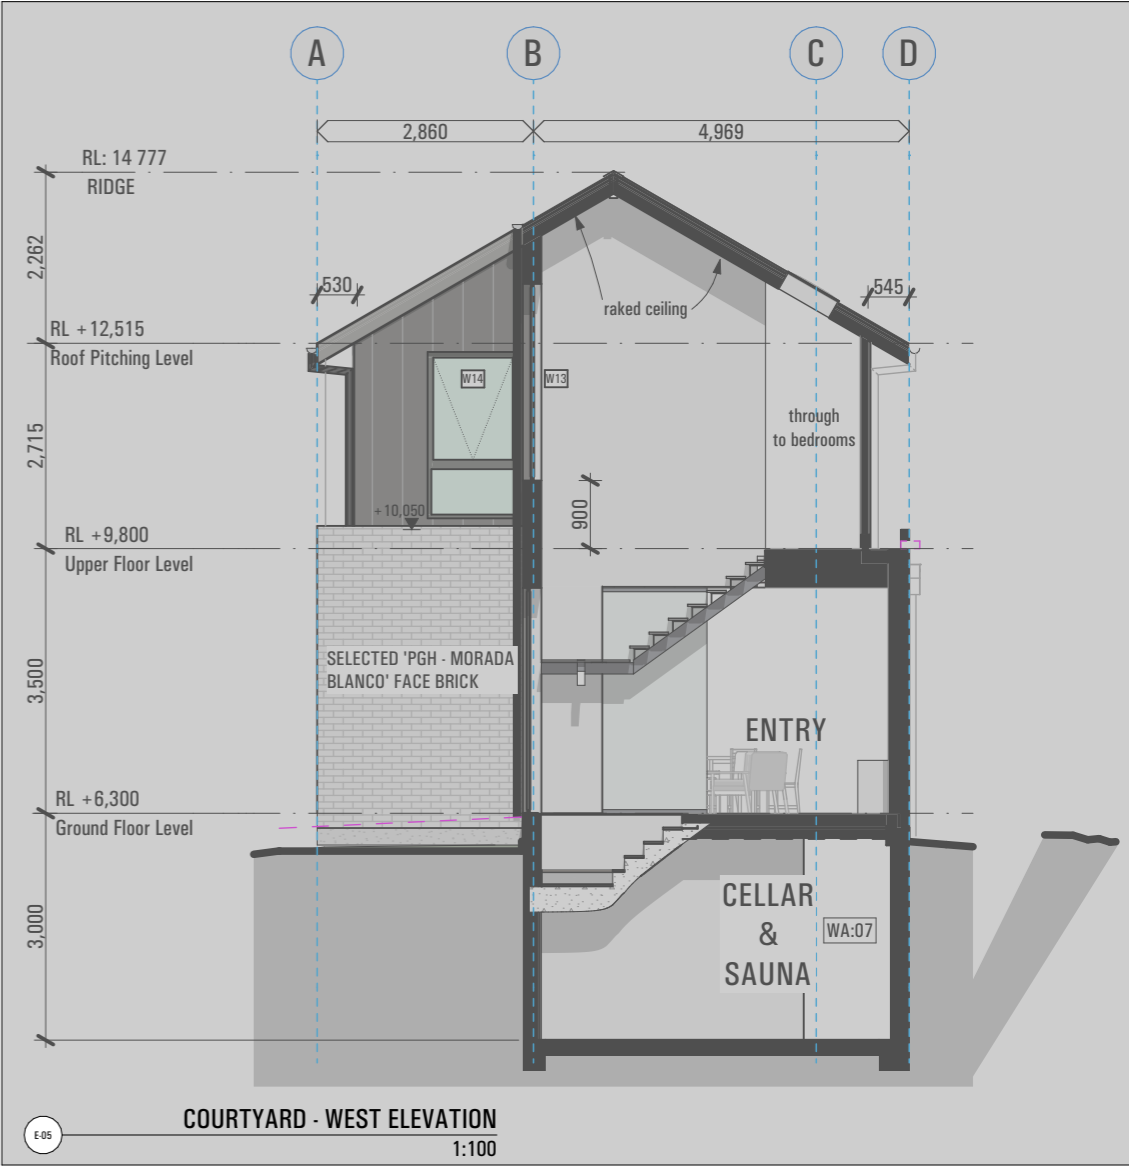 A B C D
2,860 4,969
RL: 14 777
RIDGE
2,262
530
545
raked ceiling
RL +12,515
Roof Pitching Level
W14
W13
through
to bedrooms
2,715
+10,050
900
RL +9,800
Upper Floor Level
SELECTED 'PGH - MORADA
BLANCO' FACE BRICK
3,500
ENTRY
RL +6,300
Ground Floor Level
CELLAR
&
SAUNA
WA:07
3,000
COURTYARD - WEST ELEVATION
E-05
1:100